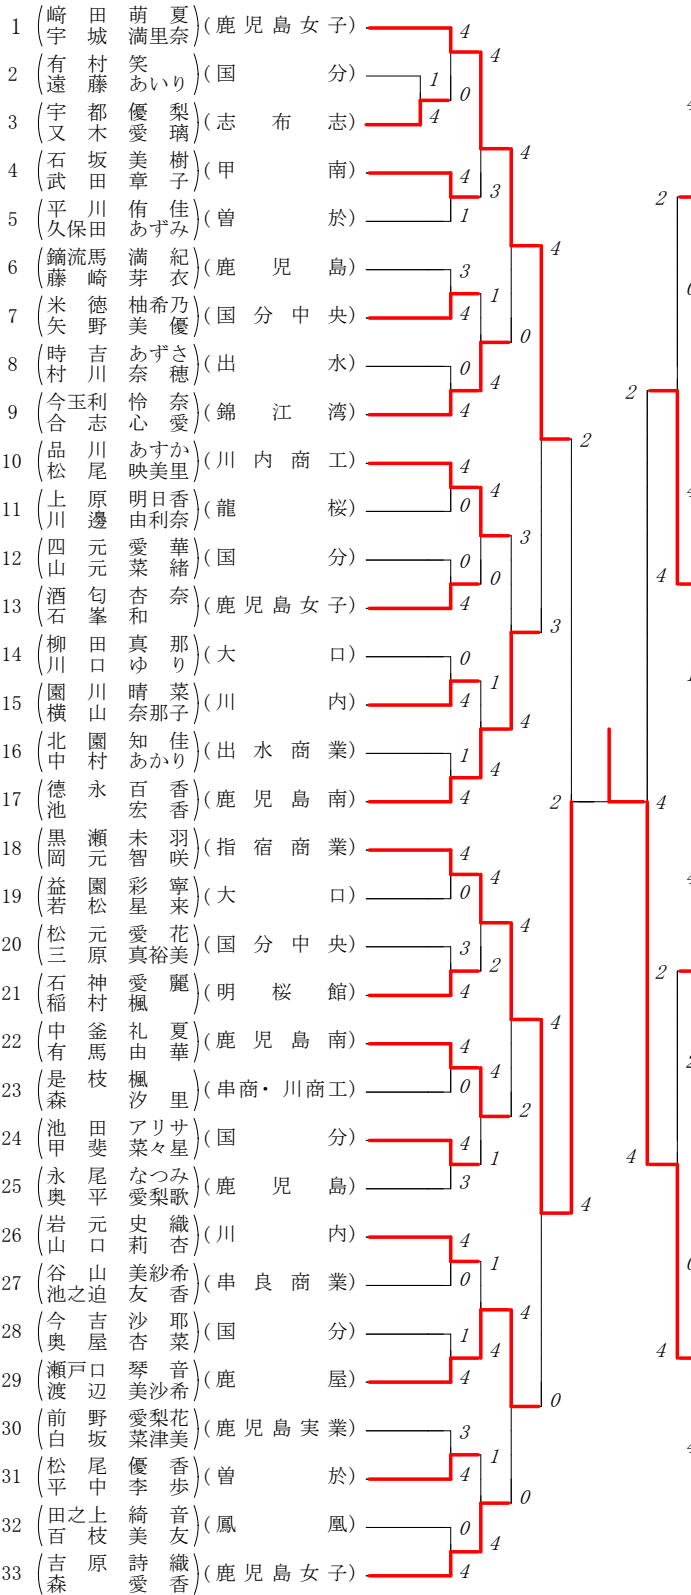 1 (﨑田萌夏 宇城満里奈) (鹿児島女子)
2 (有村笑 遠藤あいり) (国分)
3 (宇都優梨 又木愛璃) (志布志)
4 (石坂美樹 武田章子) (甲南)
5 (平川侑佳 久保田あずみ) (曽於)
6 (鏑流馬満紀 藤崎芽衣) (鹿児島)
7 (米徳柚希乃 矢野美優) (国分中央)
8 (時吉あずさ 村川奈穂) (出水)
9 (今玉利怜奈 合志心愛) (錦江湾)
10 (品川あすか 松尾映美里) (川内商工)
11 (上原明日香 川邊由利奈) (龍桜)
12 (四元愛華 山元菜緒) (国分)
13 (酒匂杏奈 石峯和) (鹿児島女子)
14 (柳田真那 川口ゆり) (大口)
15 (園川晴菜 横山奈那子) (川内)
16 (北園知佳 中村あかり) (出水商業)
17 (德永百香 池宏香) (鹿児島南)
18 (黒瀬未羽 岡元智咲) (指宿商業)
19 (益園彩寧 若松星来) (大口)
20 (松元愛花 三原真裕美) (国分中央)
21 (石神愛麗 稲村楓) (明桜館)
22 (中釜礼夏 有馬由華) (鹿児島南)
23 (是枝楓 森汐里) (串商・川商工)
24 (池田アリサ 甲斐菜々星) (国分)
25 (永尾なつみ 奥平愛梨歌) (鹿児島)
26 (岩元史織 山口莉杏) (川内)
27 (谷山美紗希 池之迫友香) (串良商業)
28 (今吉沙耶 奥屋杏菜) (国分)
29 (瀬戸口琴音 渡辺美沙希) (鹿屋)
30 (前野愛梨花 白坂菜津美) (鹿児島実業)
31 (松尾優香 平中李歩) (曽於)
32 (田之上綺音 百枝美友) (鳳凰)
33 (吉原詩織 森愛香) (鹿児島女子)
4
1
4
0
4
4
1
3
4
3
4
1
0
4
4
0
4
4
0
4
0
4
0
3
0
4
1
1
4
4
4
3
2
4
0
4
3
4
2
4
4
0
4
4
3
1
2
4
4
0
1
1
4
4
4
3
4
1
0
4
4
0
0
4
2
4
2
2
4
4
2
4
4